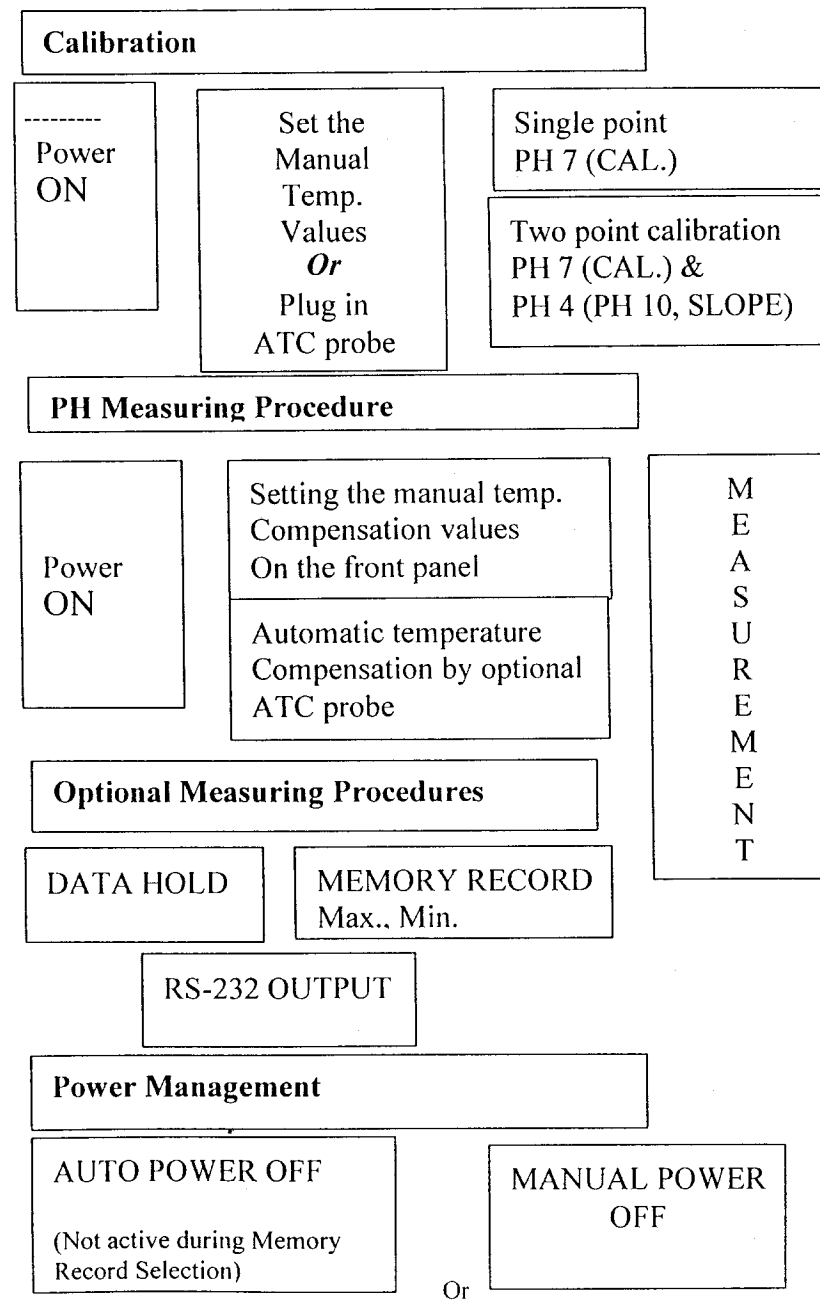 Calibration
---------
Power
ON
Set the
Manual
Temp.
Values
Or
Plug in
ATC probe
Single point
PH 7 (CAL.)
Two point calibration
PH 7 (CAL.) &
PH 4 (PH 10, SLOPE)
PH Measuring Procedure
Power
ON
Setting the manual temp.
Compensation values
On the front panel
Automatic temperature
Compensation by optional
ATC probe
M
E
A
S
U
R
E
M
E
N
T
Optional Measuring Procedures
DATA HOLD
MEMORY RECORD
Max., Min.
RS-232 OUTPUT
Power Management
AUTO POWER OFF
(Not active during Memory
Record Selection)
Or
MANUAL POWER
OFF